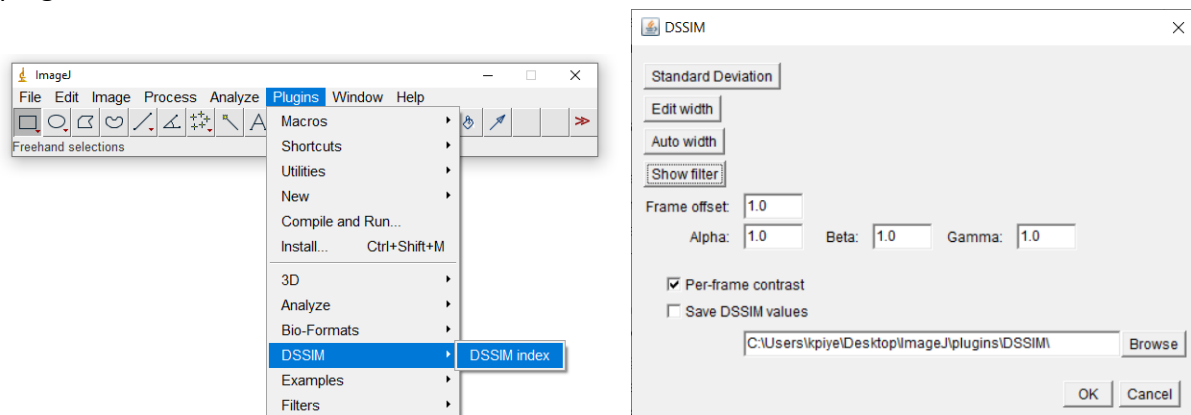 ImageJ
File Edit Image Process Analyze Plugins Window Help
A
Freehand selections
Macros
Shortcuts
Utilities
New
Compile and Run...
Install... Ctrl+Shift+M
3D
Analyze
Bio-Formats
DSSIM
DSSIM index
Examples
Filters
DSSIM
Standard Deviation
Edit width
Auto width
Show filter
Frame offset: 1.0
Alpha: 1.0 Beta: 1.0 Gamma: 1.0
Per-frame contrast
Save DSSIM values
C:\Users\kpiye\Desktop\ImageJ\plugins\DSSIM\ Browse
OK Cancel